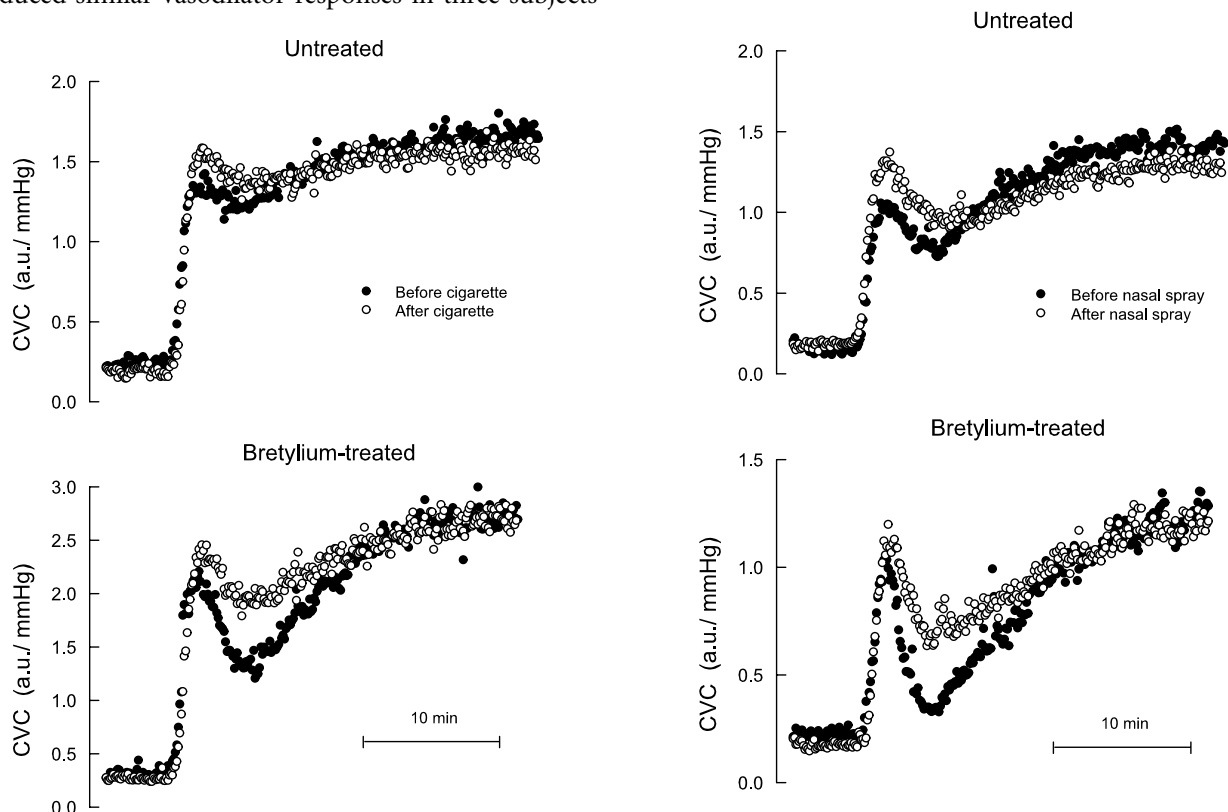 duced similar vasodilator responses in three subjects
Untreated
2.0
1.5
1.0
0.5
0.0
CVC (a.u./ mmHg)
Before cigarette
After cigarette
Bretylium-treated
3.0
2.5
2.0
1.5
1.0
0.5
0.0
CVC (a.u./ mmHg)
10 min
Untreated
2.0
1.5
1.0
0.5
0.0
CVC (a.u./ mmHg)
Before nasal spray
After nasal spray
Bretylium-treated
1.5
1.0
0.5
0.0
CVC (a.u./ mmHg)
10 min